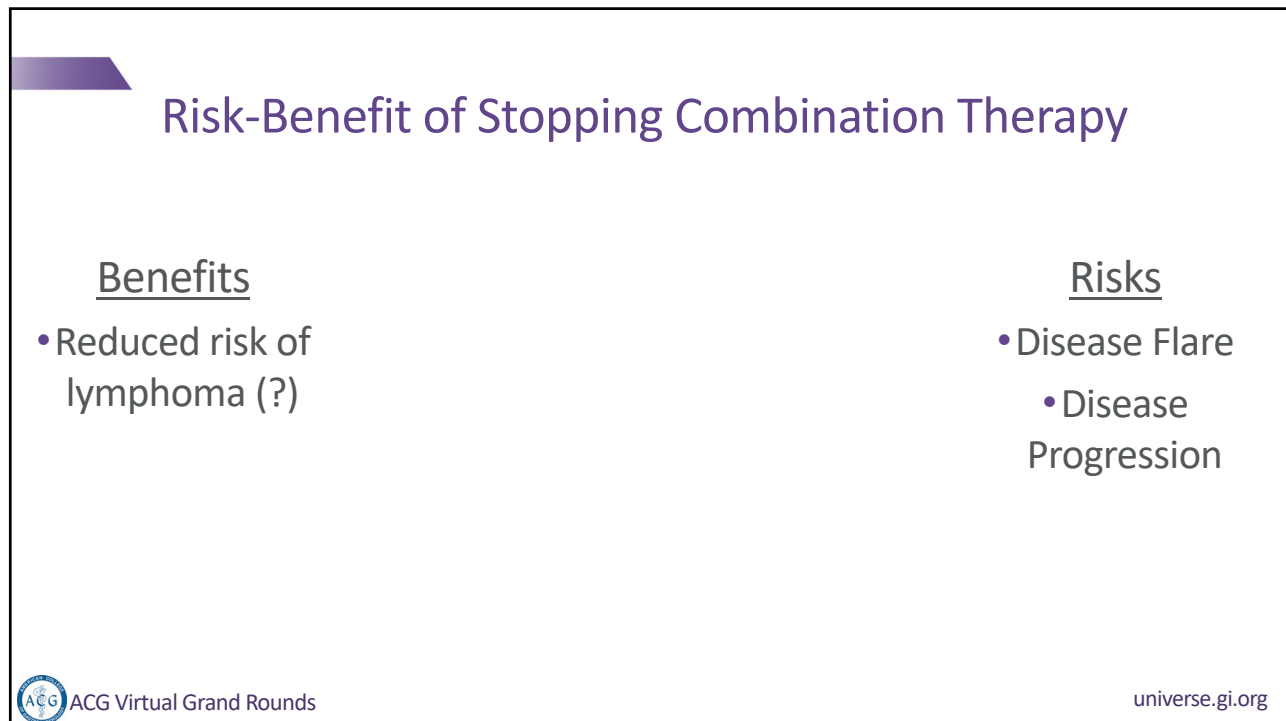 Risk-Benefit of Stopping Combination Therapy
Benefits
•Reduced risk of
lymphoma (?)
Risks
•Disease Flare
•Disease
Progression
ACG
ACG Virtual Grand Rounds
universe.gi.org